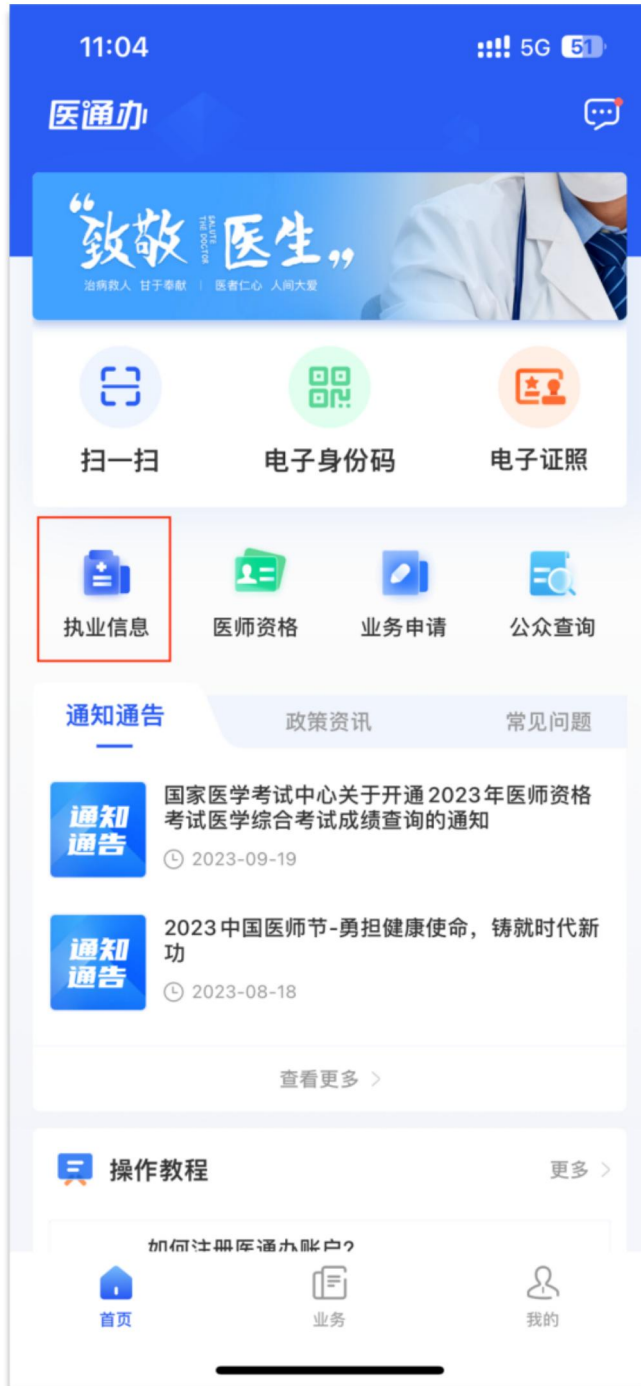 11:04
5G 51
医通办
“致敬医生”
SALUTE THE DOCTOR
治病救人 甘于奉献 | 医者仁心 人间大爱
扫一扫 电子身份码 电子证照
执业信息 医师资格 业务申请 公众查询
通知通告 政策资讯 常见问题
通知
通告
国家医学考试中心关于开通2023年医师资格
考试医学综合考试成绩查询的通知
2023-09-19
通知
通告
2023中国医师节-勇担健康使命，铸就时代新
功
2023-08-18
查看更多 >
操作教程 更多 >
如何注册医通办账户?
首页 业务 我的